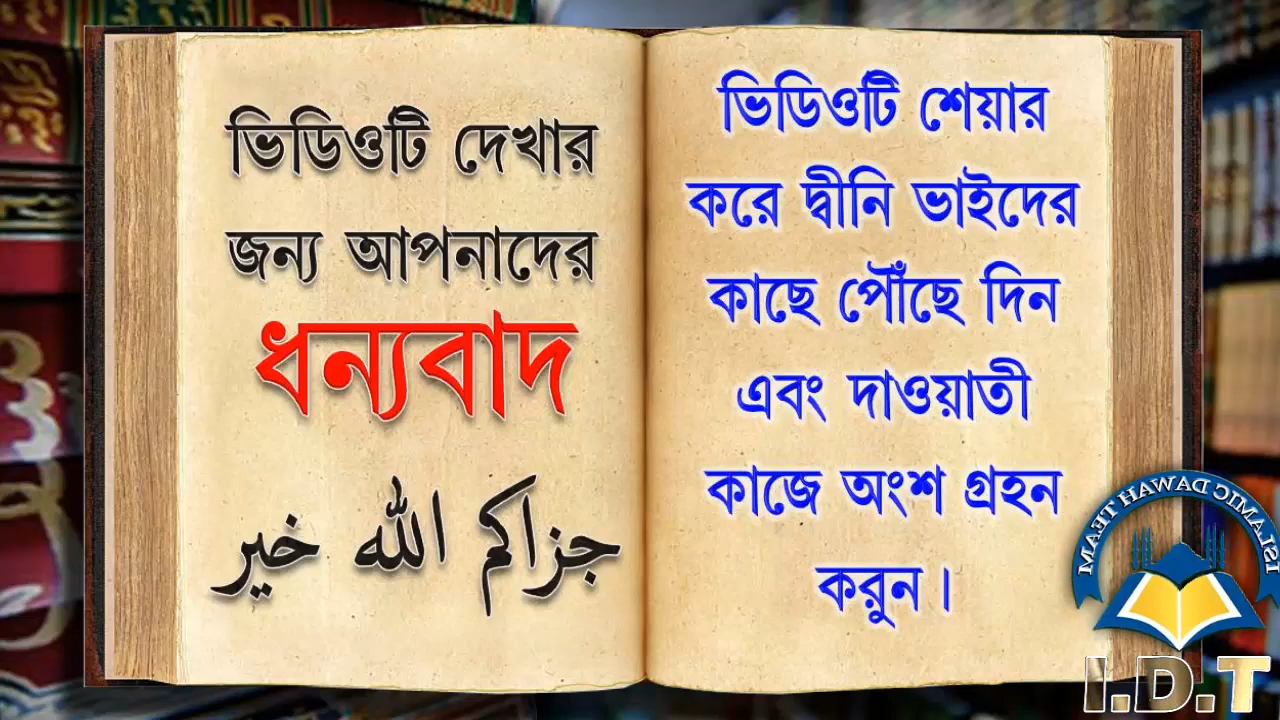 ভিডিওটি দেখার
জন্য আপনাদের
ধন্যবাদ
جزاكم الله خير
ভিডিওটি শেয়ার
করে দ্বীনি ভাইদের
কাছে পৌঁছে দিন
এবং দাওয়াতী
কাজে অংশ গ্রহন
করুন।
ISLAMIC DAWAH TEAM
I.D.T